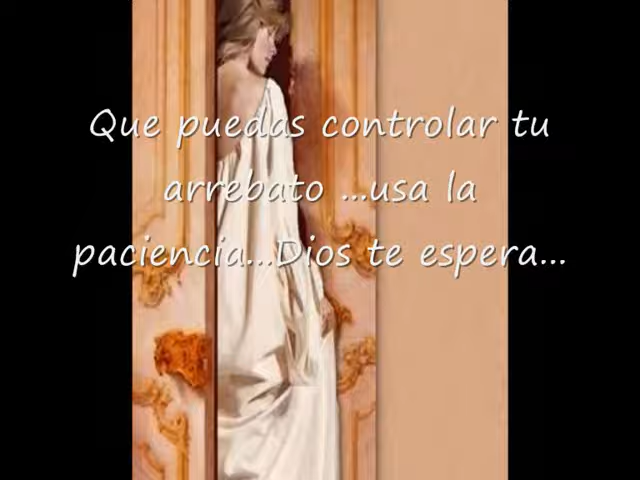 Que puedas controlar tu
arrebato ...usa la
paciencia...Dios te espera...